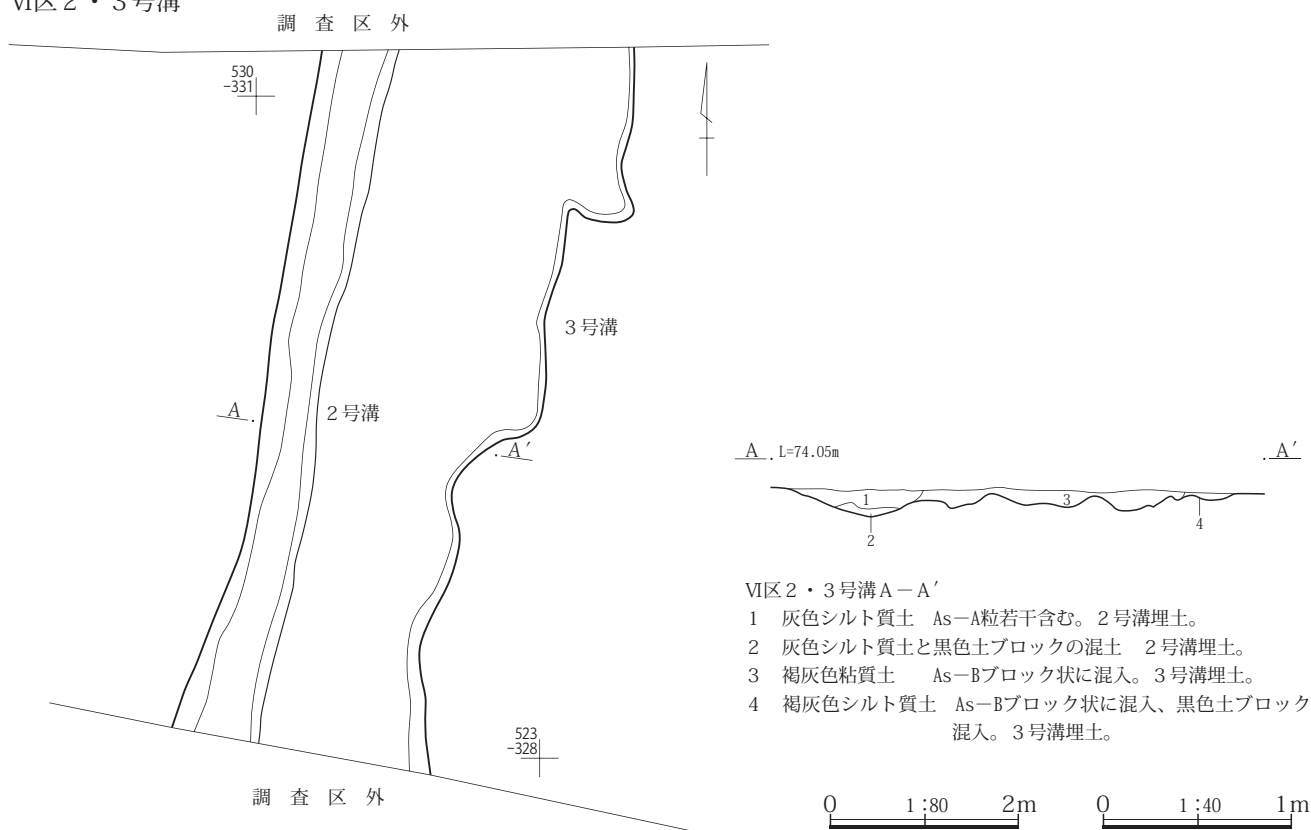 Ⅵ区２・３号溝
調 査 区 外
530
-331
３号溝
A
２号溝
A′
A
L=74.05m
A′
1
3
2
4
Ⅵ区２・３号溝Ａ－Ａ′
1 灰色シルト質土 As－A粒若干含む。２号溝埋土。
2 灰色シルト質土と黒色土ブロックの混土 ２号溝埋土。
3 褐灰色粘質土 As－Bブロック状に混入。３号溝埋土。
4 褐灰色シルト質土 As－Bブロック状に混入、黒色土ブロック
混入。３号溝埋土。
523
-328
調 査 区 外
0 1:80 2m
0 1:40 1m